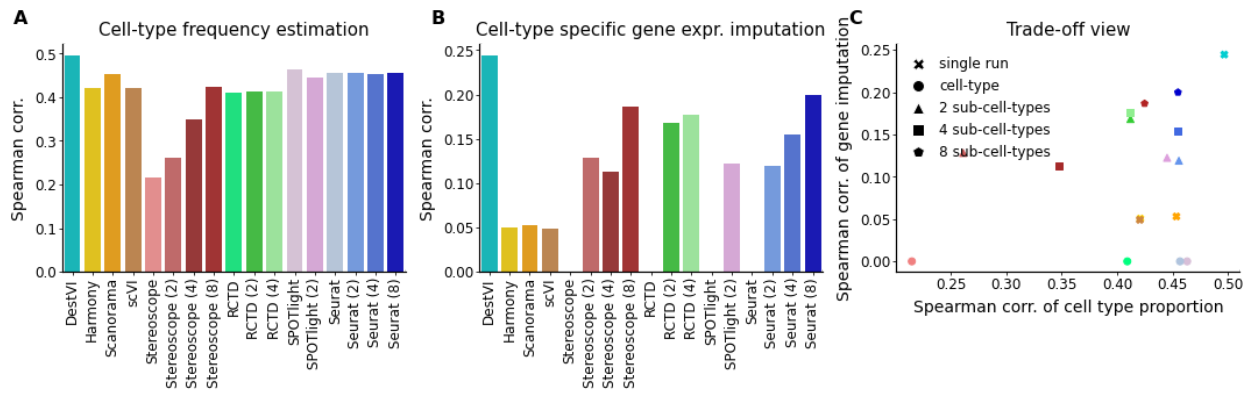 A
Cell-type frequency estimation
Spearman corr.
0.5
0.4
0.3
0.2
0.1
0.0
DestVI
Harmony
Scanorama
scVI
Stereoscope
Stereoscope (2)
Stereoscope (4)
Stereoscope (8)
RCTD
RCTD (2)
RCTD (4)
SPOTlight
SPOTlight (2)
Seurat
Seurat (2)
Seurat (4)
Seurat (8)
B
Cell-type specific gene expr. imputation
Spearman corr.
0.25
0.20
0.15
0.10
0.05
0.00
DestVI
Harmony
Scanorama
scVI
Stereoscope
Stereoscope (2)
Stereoscope (4)
Stereoscope (8)
RCTD
RCTD (2)
RCTD (4)
SPOTlight
SPOTlight (2)
Seurat
Seurat (2)
Seurat (4)
Seurat (8)
C
Trade-off view
Spearman corr. of gene imputation
0.25
0.20
0.15
0.10
0.05
0.00
single run
cell-type
2 sub-cell-types
4 sub-cell-types
8 sub-cell-types
0.25
0.30
0.35
0.40
0.45
0.50
Spearman corr. of cell type proportion